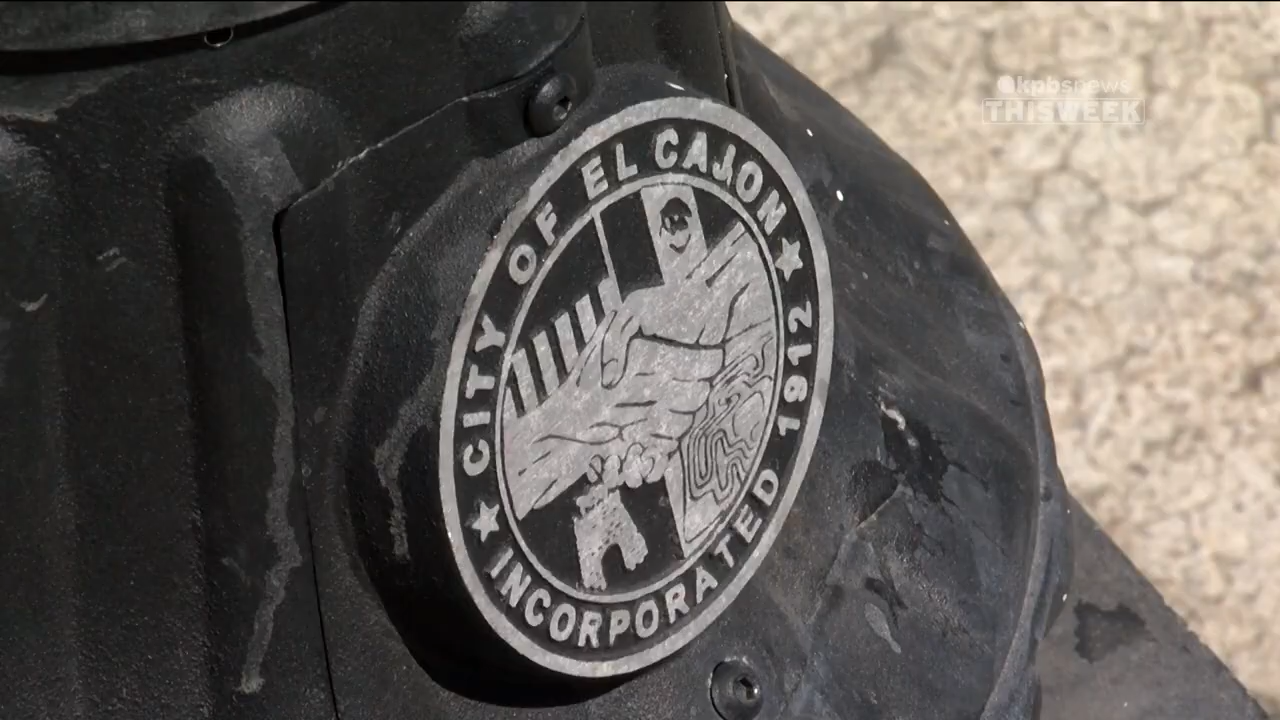 kpbsnews
THIS WEEK
CITY OF EL CAJON
1912
INCORPORATED